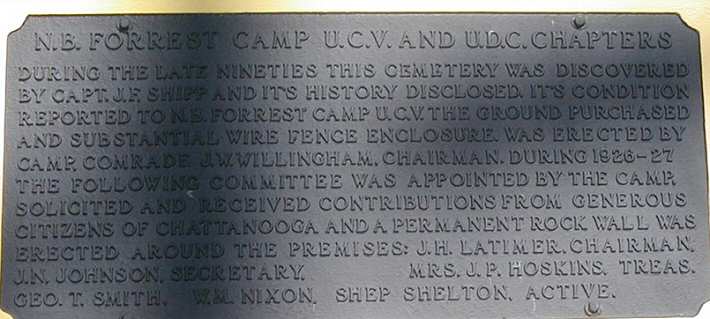 N.B. FORREST CAMP U.C.V. AND U.D.C. CHAPTERS
DURING THE LATE NINETIES THIS CEMETERY WAS DISCOVERED
BY CAPT. J.F. SHIPP AND IT'S HISTORY DISCLOSED. IT'S CONDITION
REPORTED TO N.B. FORREST CAMP U.C.V. THE GROUND PURCHASED
AND SUBSTANTIAL WIRE FENCE ENCLOSURE. WAS ERECTED BY
CAMP, COMRADE J.W. WILLINGHAM, CHAIRMAN. DURING 1926-27
THE FOLLOWING COMMITTEE WAS APPOINTED BY THE CAMP,
SOLICITED AND RECEIVED CONTRIBUTIONS FROM GENEROUS
CITIZENS OF CHATTANOOGA AND A PERMANENT ROCK WALL WAS
ERECTED AROUND THE PREMISES: J.H. LATIMER, CHAIRMAN,
J.N. JOHNSON, SECRETARY, MRS. J.P. HOSKINS, TREAS.
GEO. T. SMITH, W.M. NIXON, SHEP SHELTON, ACTIVE.